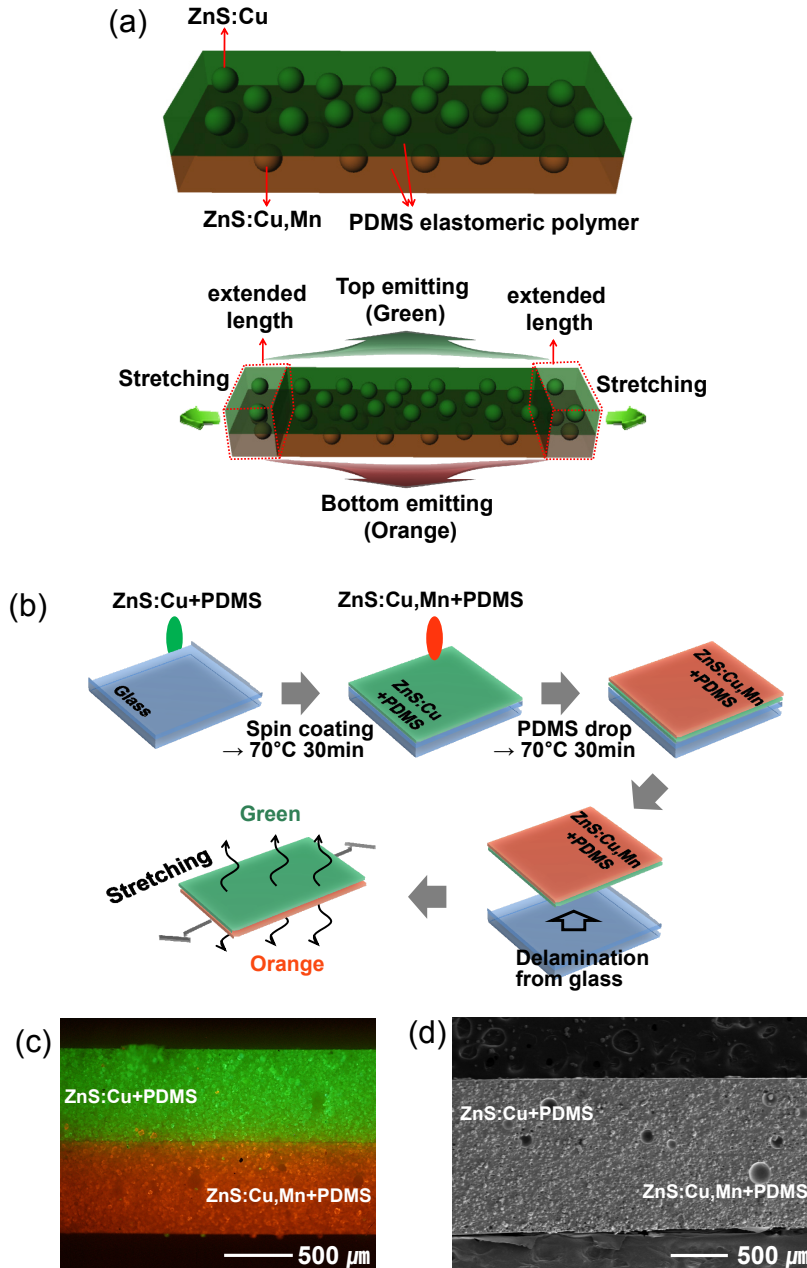 (a)
ZnS:Cu
ZnS:Cu,Mn
PDMS elastomeric polymer
extended
length
Top emitting
(Green)
extended
length
Stretching
Stretching
Bottom emitting
(Orange)
(b)
ZnS:Cu+PDMS
ZnS:Cu,Mn+PDMS
Glass
Spin coating
→ 70°C 30min
ZnS:Cu
+PDMS
PDMS drop
→ 70°C 30min
ZnS:Cu,Mn
+PDMS
Green
Stretching
Orange
ZnS:Cu,Mn
+PDMS
Delamination
from glass
(c)
ZnS:Cu+PDMS
ZnS:Cu,Mn+PDMS
500 ㎛
(d)
ZnS:Cu+PDMS
ZnS:Cu,Mn+PDMS
500 ㎛